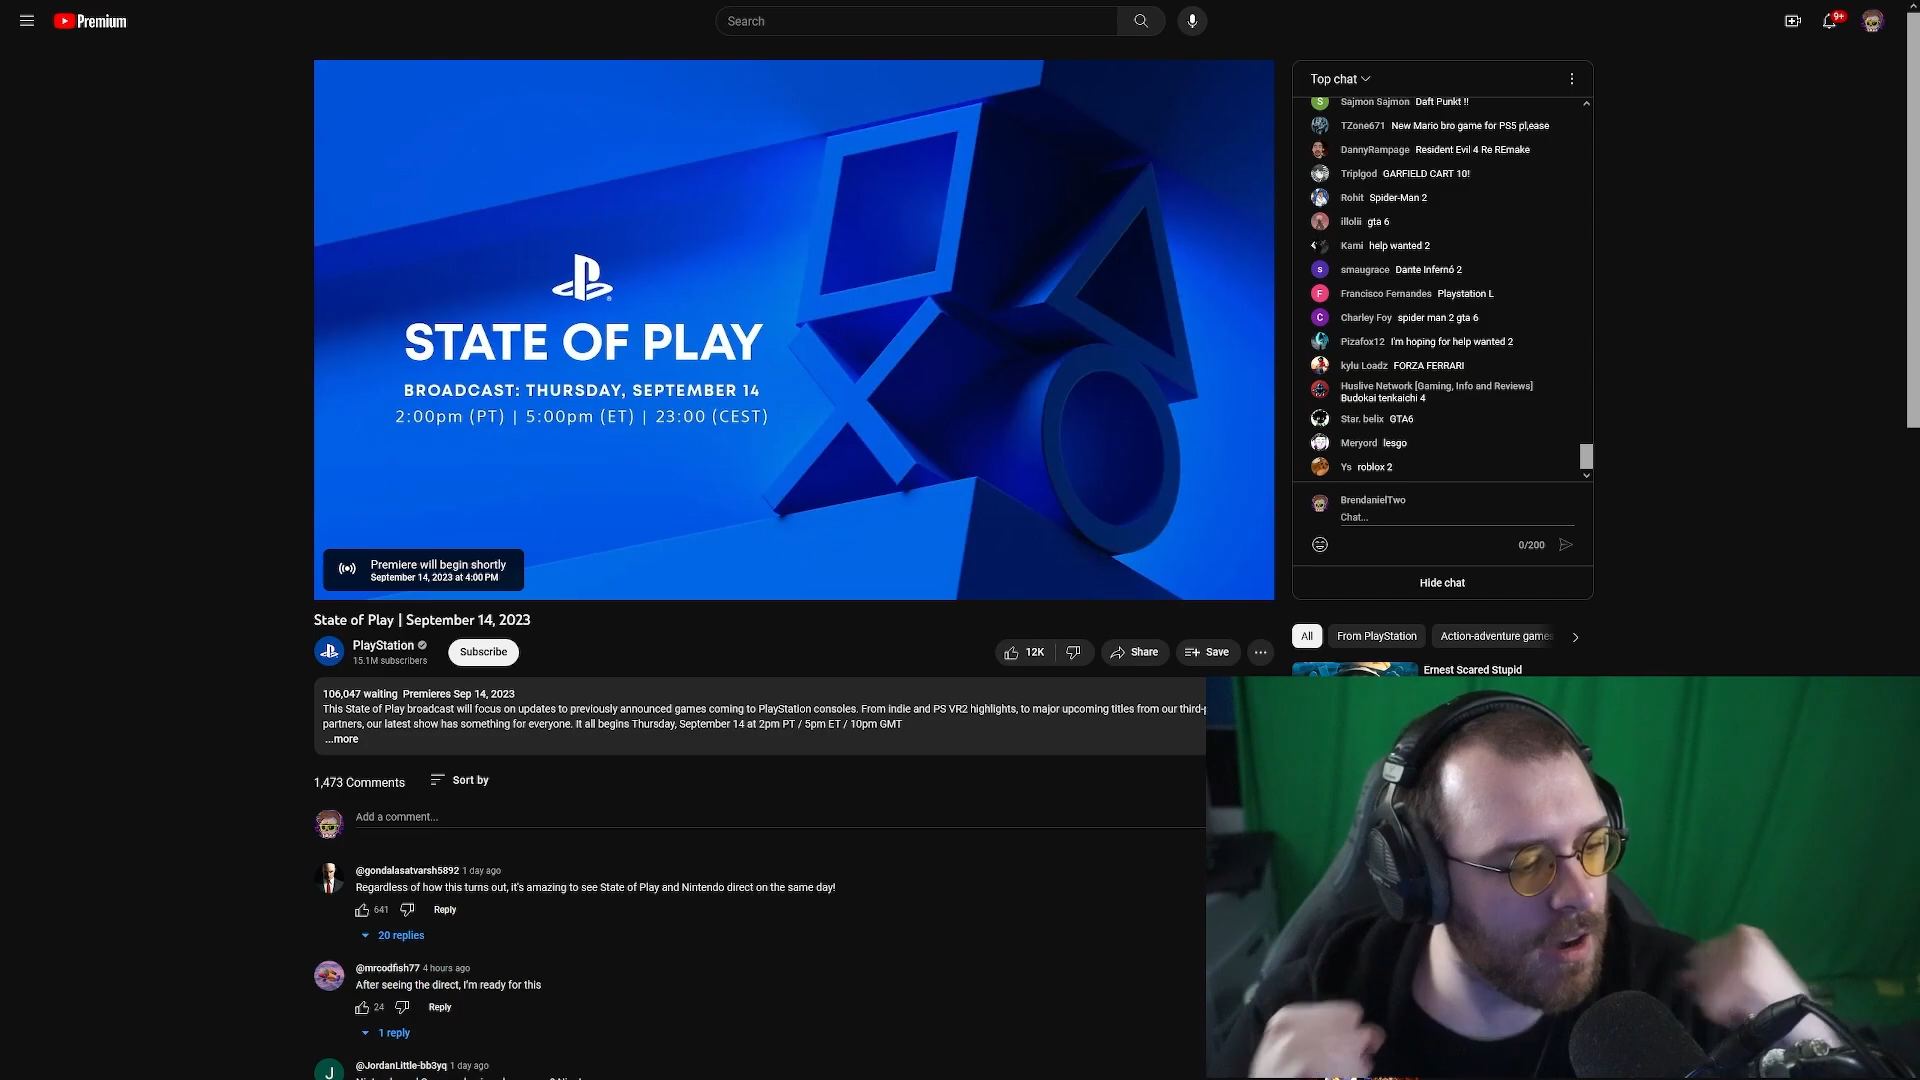 Premium
Search
9+
STATE OF PLAY
BROADCAST: THURSDAY, SEPTEMBER 14
2:00pm (PT) | 5:00pm (ET) | 23:00 (CEST)
Premiere will begin shortly
September 14, 2023 at 4:00 PM
Top chat
S Sajmon Sajmon Daft Punkt !!
TZone671 New Mario bro game for PS5 pl,ease
DannyRampage Resident Evil 4 Re REmake
Triplgod GARFIELD CART 10!
Rohit Spider-Man 2
illolii gta 6
Kami help wanted 2
s smaugrace Dante Infernó 2
F Francisco Fernandes Playstation L
C Charley Foy spider man 2 gta 6
Pizafox12 I'm hoping for help wanted 2
kylu Loadz FORZA FERRARI
Huslive Network [Gaming, Info and Reviews]
Budokai tenkaichi 4
Star. belix GTA6
Meryord lesgo
Ys roblox 2
BrendanielTwo
Chat...
0/200
Hide chat
State of Play | September 14, 2023
PlayStation
15.1M subscribers
Subscribe
12K
Share
Save
All From PlayStation Action-adventure games
Ernest Scared Stupid
106,047 waiting Premieres Sep 14, 2023
This State of Play broadcast will focus on updates to previously announced games coming to PlayStation consoles. From indie and PS VR2 highlights, to major upcoming titles from our third-
partners, our latest show has something for everyone. It all begins Thursday, September 14 at 2pm PT / 5pm ET / 10pm GMT
...more
1,473 Comments
Sort by
Add a comment...
@gondalasatvarsh5892 1 day ago
Regardless of how this turns out, it's amazing to see State of Play and Nintendo direct on the same day!
641 Reply
20 replies
@mrcodfish77 4 hours ago
After seeing the direct, I'm ready for this
24 Reply
1 reply
J @JordanLittle-bb3yq 1 day ago